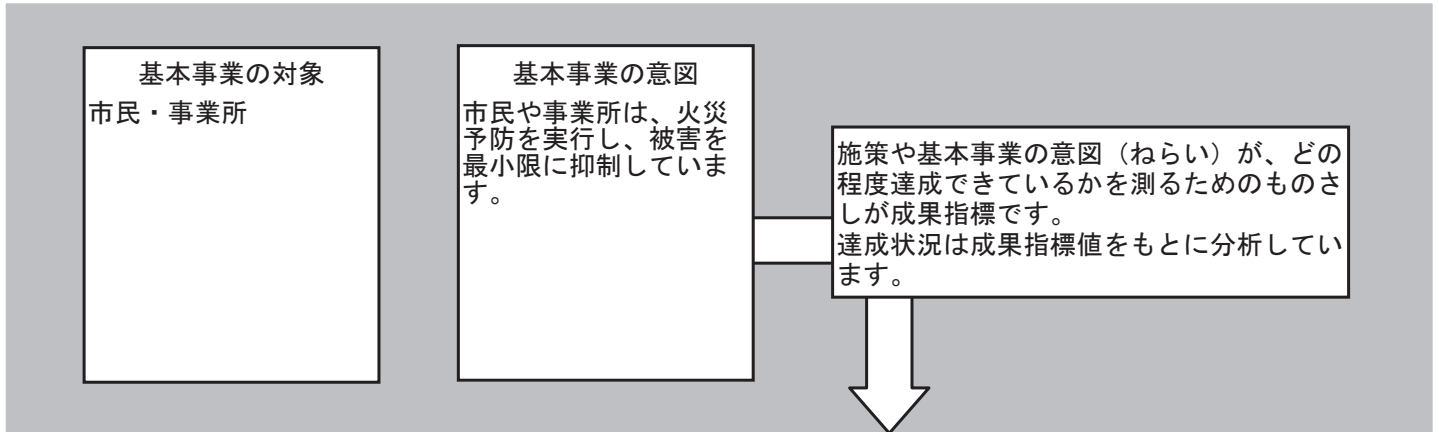 基本事業の対象
市民・事業所
基本事業の意図
市民や事業所は、火災
予防を実行し、被害を
最小限に抑制していま
す。
施策や基本事業の意図（ねらい）が、どの
程度達成できているかを測るためのものさ
しが成果指標です。
達成状況は成果指標値をもとに分析してい
ます。